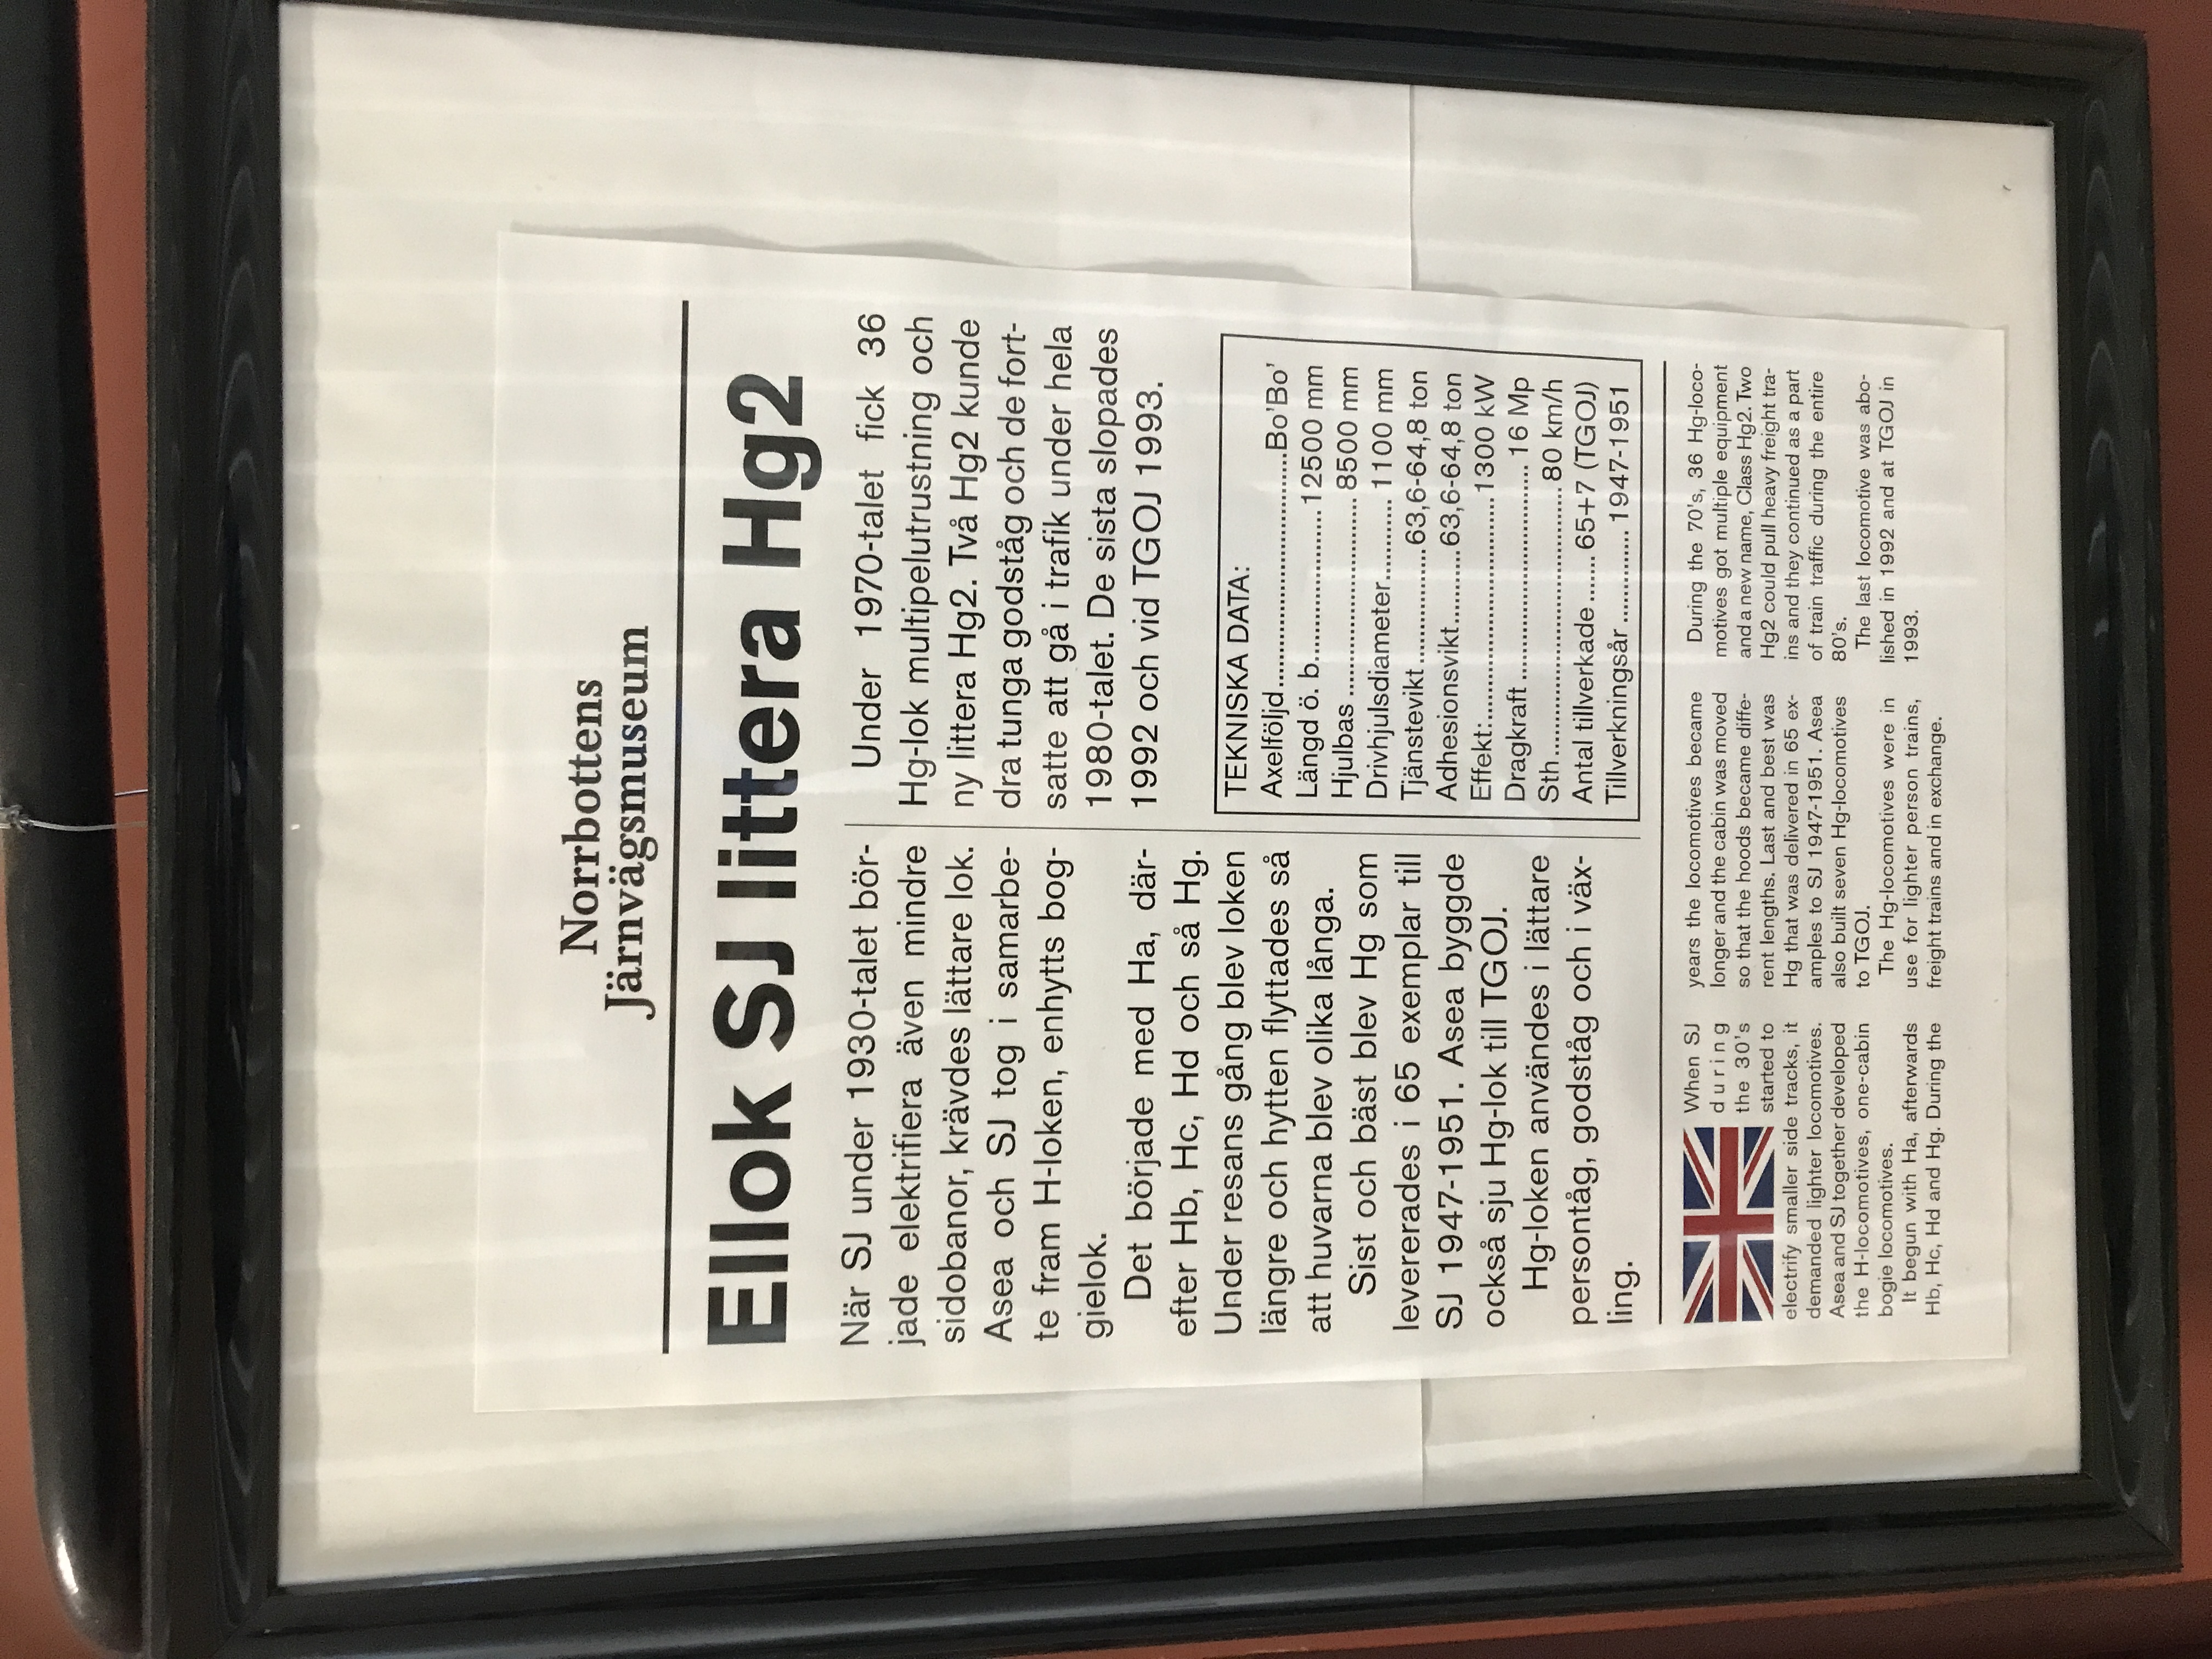 Norrbottens
Järnvägsmuseum
Ellok SJ littera Hg2
När SJ under 1930-talet bör-
jade elektrifiera även mindre
sidobanor, krävdes lättare lok.
Asea och SJ tog i samarbe-
te fram H-loken, enhytts bog-
gielok.
Det började med Ha, där-
efter Hb, Hc, Hd och så Hg.
Under resans gång blev loken
längre och hytten flyttades så
att huvarna blev olika långa.
Sist och bäst blev Hg som
levererades i 65 exemplar till
SJ 1947-1951. Asea byggde
också sju Hg-lok till TGOJ.
Hg-loken användes i lättare
persontåg, godståg och i väx-
ling.
Under 1970-talet fick 36
Hg-lok multipelutrustning och
ny littera Hg2. Två Hg2 kunde
dra tunga godståg och de fort-
satte att gå i trafik under hela
1980-talet. De sista slopades
1992 och vid TGOJ 1993.
TEKNISKA DATA:
Axelföljd..............................Bo'Bo'
Längd ö. b.................... 12500 mm
Hjulbas ......................... 8500 mm
Drivhjulsdiameter........... 1100 mm
Tjänstevikt...............63,6-64,8 ton
Adhesionsvikt..........63,6-64,8 ton
Effekt:..............................1300 kW
Dragkraft ............................ 16 Mp
Sth...................................80 km/h
Antal tillverkade ...... 65+7 (TGOJ)
Tillverkningsår............ 1947-1951
When SJ
during
the 30's
started to
electrify smaller side tracks, it
demanded lighter locomotives.
Asea and SJ together developed
the H-locomotives, one-cabin
bogie locomotives.
It begun with Ha, afterwards
Hb, Hc, Hd and Hg. During the
years the locomotives became
longer and the cabin was moved
so that the hoods became diffe-
rent lengths. Last and best was
Hg that was delivered in 65 ex-
amples to SJ 1947-1951. Asea
also built seven Hg-locomotives
to TGOJ.
The Hg-locomotives were in
use for lighter person trains,
freight trains and in exchange.
During the 70's, 36 Hg-loco-
motives got multiple equipment
and a new name, Class Hg2. Two
Hg2 could pull heavy freight tra-
ins and they continued as a part
of train traffic during the entire
80's.
The last locomotive was abo-
lished in 1992 and at TGOJ in
1993.